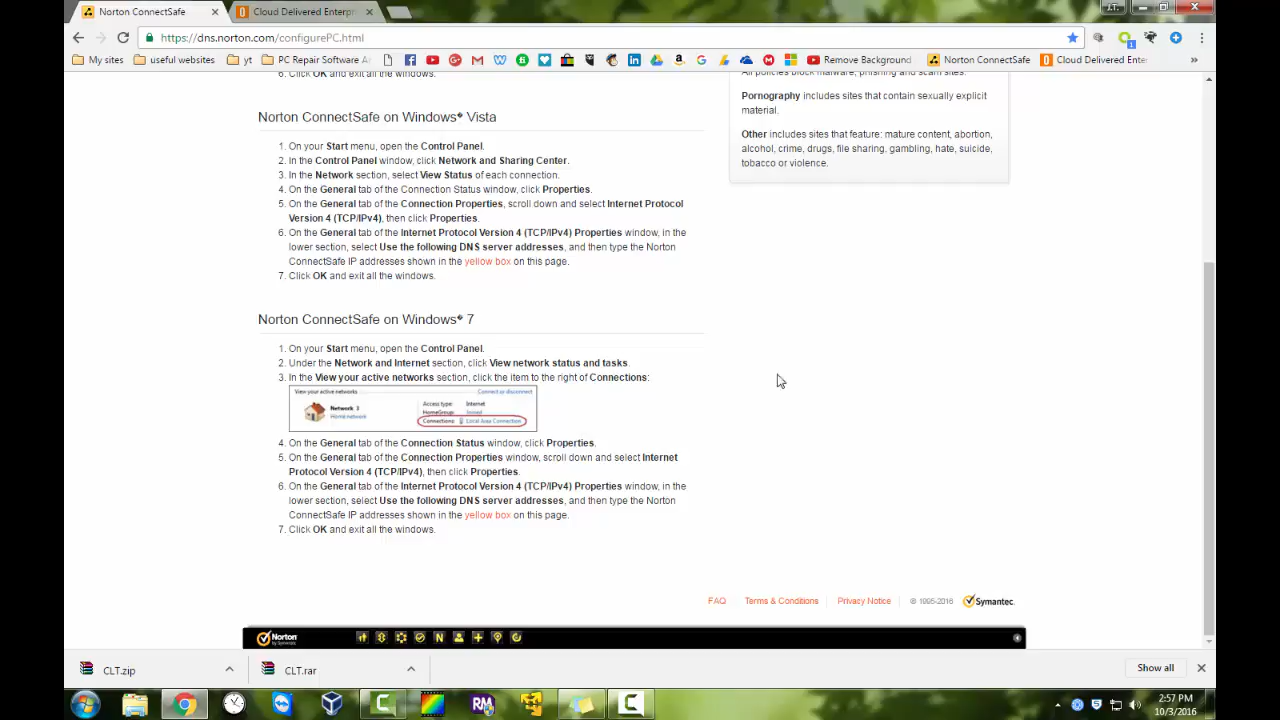 Norton ConnectSafe
Cloud Delivered Enterpr
J.T.
https://dns.norton.com/configurePC.html
My sites
useful websites
yt
PC Repair Software A
Remove Background
Norton ConnectSafe
Cloud Delivered Ente
6. Click OK and exit all the windows.
All policies block malware, phishing and scam sites.
Pornography includes sites that contain sexually explicit
material.
Other includes sites that feature: mature content, abortion,
alcohol, crime, drugs, file sharing, gambling, hate, suicide,
tobacco or violence.
Norton ConnectSafe on Windows® Vista
1. On your Start menu, open the Control Panel.
2. In the Control Panel window, click Network and Sharing Center.
3. In the Network section, select View Status of each connection.
4. On the General tab of the Connection Status window, click Properties.
5. On the General tab of the Connection Properties, scroll down and select Internet Protocol
Version 4 (TCP/IPv4), then click Properties.
6. On the General tab of the Internet Protocol Version 4 (TCP/IPv4) Properties window, in the
lower section, select Use the following DNS server addresses, and then type the Norton
ConnectSafe IP addresses shown in the yellow box on this page.
7. Click OK and exit all the windows.
Norton ConnectSafe on Windows® 7
1. On your Start menu, open the Control Panel.
2. Under the Network and Internet section, click View network status and tasks.
3. In the View your active networks section, click the item to the right of Connections:
View your active networks
Connect or disconnect
Network 3
Home network
Access type: Internet
HomeGroup: Joined
Connections: Local Area Connection
4. On the General tab of the Connection Status window, click Properties.
5. On the General tab of the Connection Properties window, scroll down and select Internet
Protocol Version 4 (TCP/IPv4), then click Properties.
6. On the General tab of the Internet Protocol Version 4 (TCP/IPv4) Properties window, in the
lower section, select Use the following DNS server addresses, and then type the Norton
ConnectSafe IP addresses shown in the yellow box on this page.
7. Click OK and exit all the windows.
FAQ
Terms & Conditions
Privacy Notice
© 1995-2016
Symantec.
Norton
by Symantec
N
CLT.zip
CLT.rar
Show all
RM
2:57 PM
10/3/2016